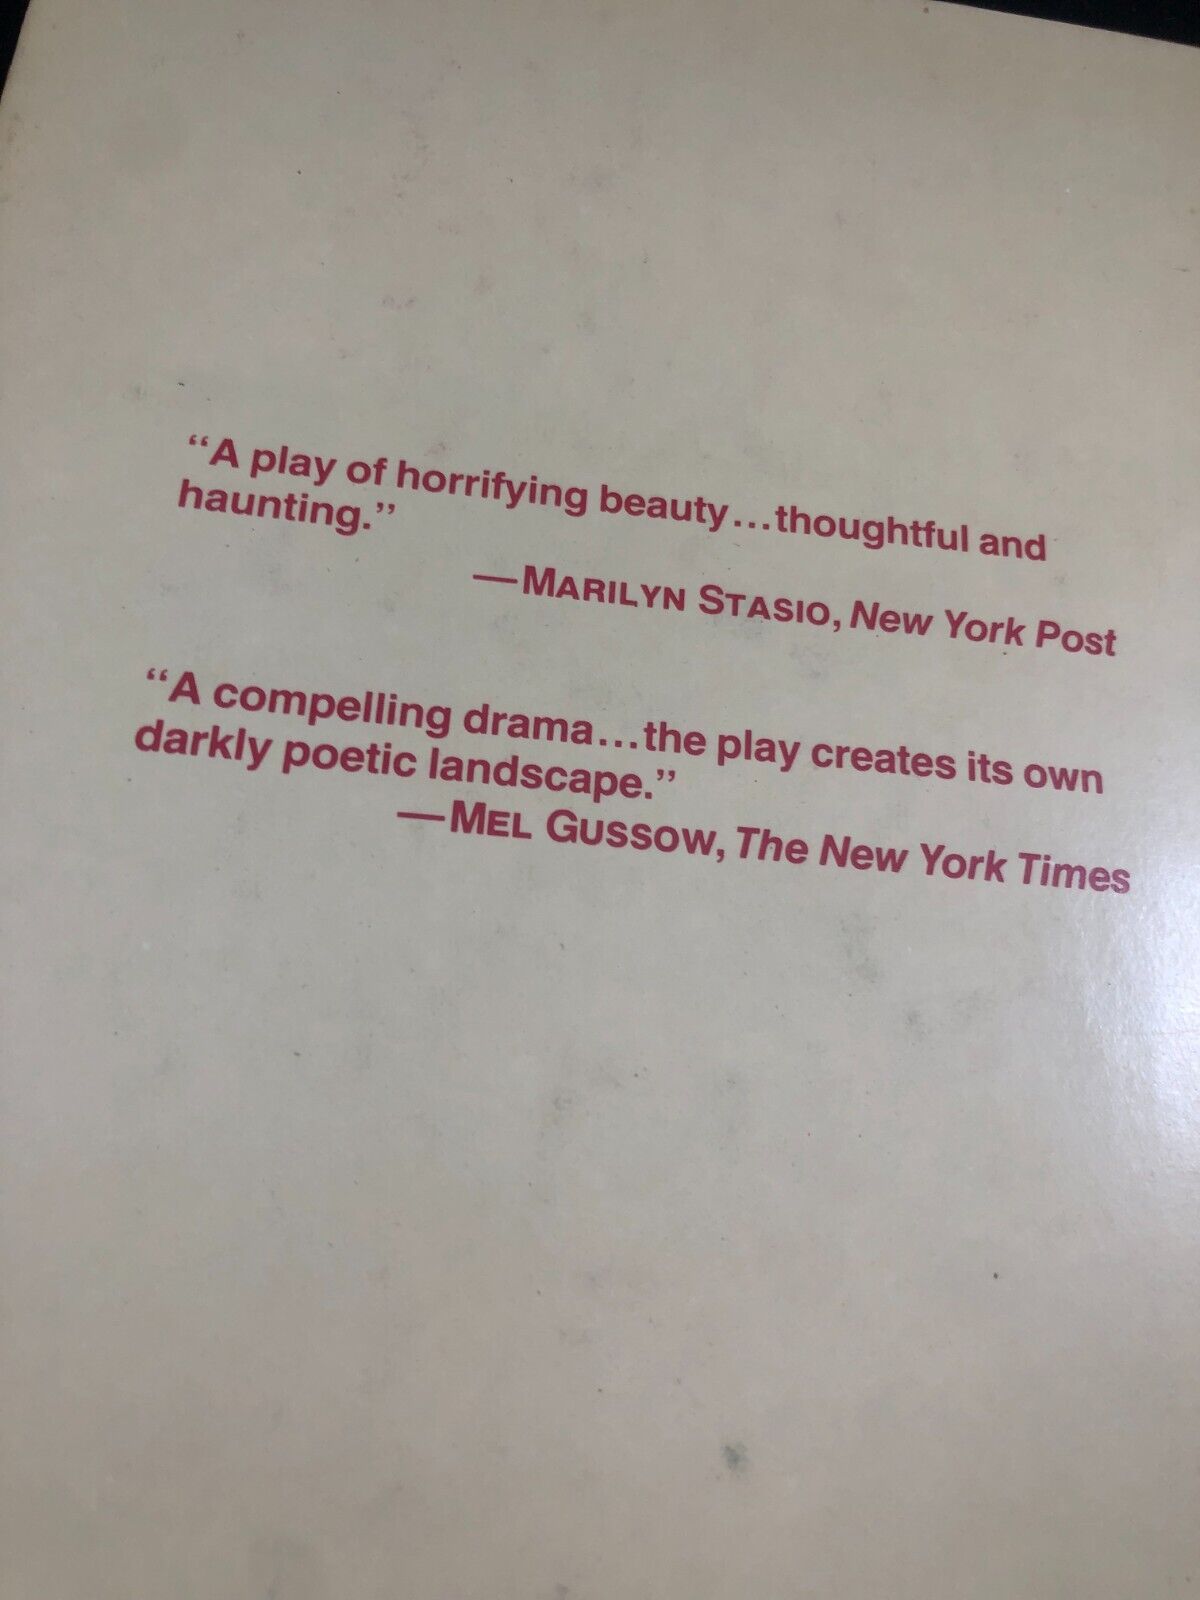 “A play of horrifying beauty...thoughtful and
haunting.”
—MARILYN STASIO, New York Post
“A compelling drama...the play creates its own
darkly poetic landscape.”
—MEL GUSSOW, The New York Times